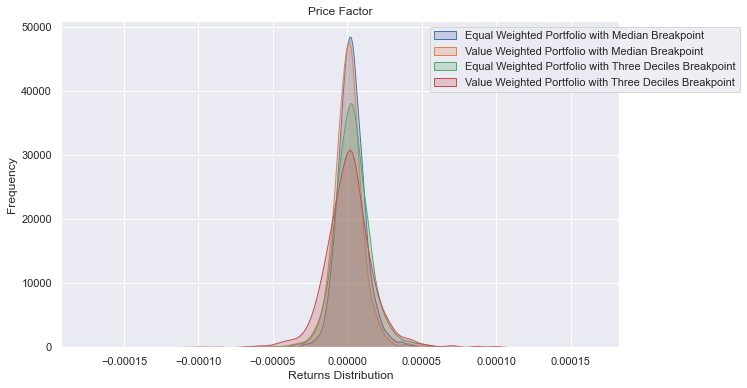 Price Factor
50000
40000
30000
20000
10000
0
Frequency
Equal Weighted Portfolio with Median Breakpoint
Value Weighted Portfolio with Median Breakpoint
Equal Weighted Portfolio with Three Deciles Breakpoint
Value Weighted Portfolio with Three Deciles Breakpoint
−0.00015 −0.00010 −0.00005 0.00000 0.00005 0.00010 0.00015
Returns Distribution